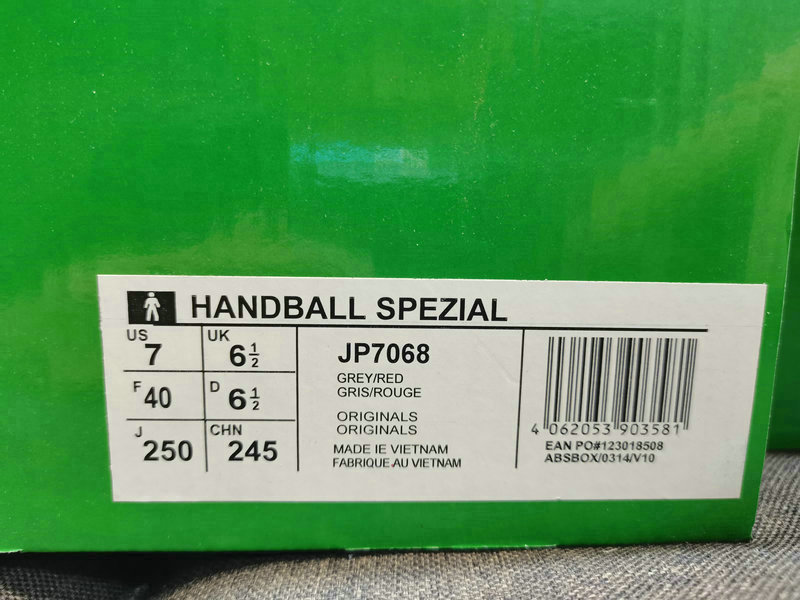 HANDBALL SPEZIAL
US 7 UK 6 1/2
F 40 D 6 1/2
J 250 CHN 245
JP7068
GREY/RED
GRIS/ROUGE
ORIGINALS
ORIGINALS
MADE IE VIETNAM
FABRIQUE AU VIETNAM
4 062053 903581
EAN PO#123018508
ABSBOX/0314/V10